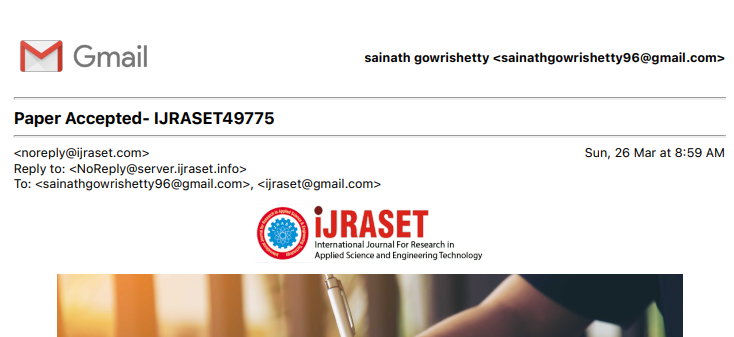 Gmail
sainath gowrishetty <sainathgowrishetty96@gmail.com>
Paper Accepted- IJRASET49775
<noreply@ijraset.com>
Sun, 26 Mar at 8:59 AM
Reply to: <NoReply@server.ijraset.info>
To: <sainathgowrishetty96@gmail.com>, <ijraset@gmail.com>
iJRASET
International Journal For Research in
Applied Science and Engineering Technology